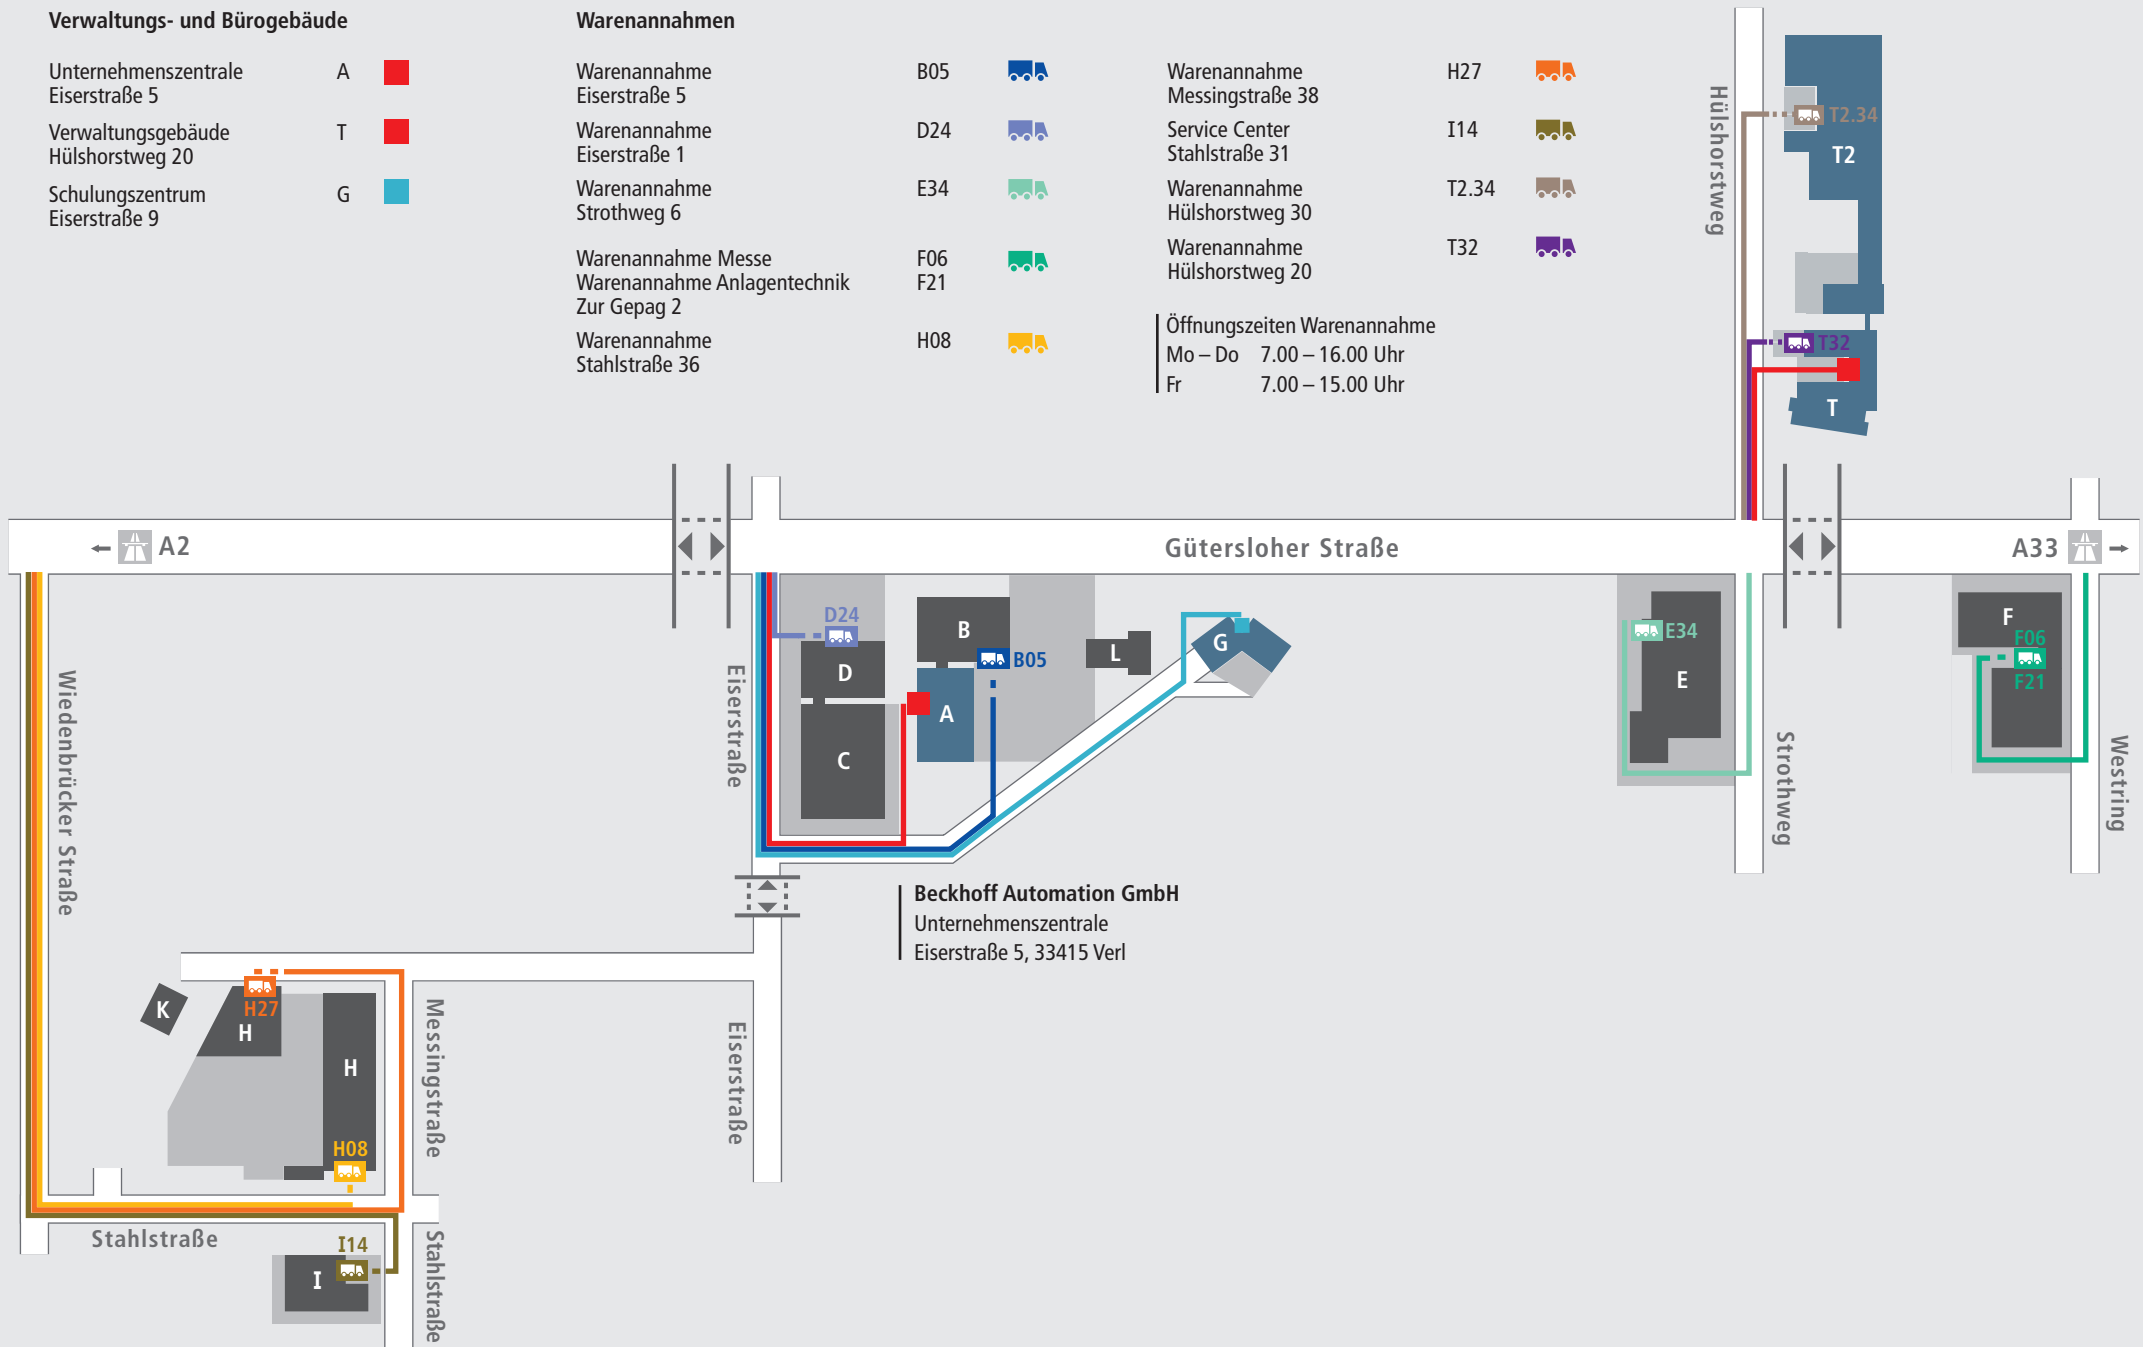 Verwaltungs- und Bürogebäude
Unternehmenszentrale A
Eiserstraße 5
Verwaltungsgebäude T
Hülshorstweg 20
Schulungszentrum G
Eiserstraße 9
Warenannahmen
Warenannahme B05
Eiserstraße 5
Warenannahme D24
Eiserstraße 1
Warenannahme E34
Strothweg 6
Warenannahme Messe F06
Warenannahme Anlagentechnik F21
Zur Gepag 2
Warenannahme H08
Stahlstraße 36
Warenannahme H27
Messingstraße 38
Service Center I14
Stahlstraße 31
Warenannahme T2.34
Hülshorstweg 30
Warenannahme T32
Hülshorstweg 20
Öffnungszeiten Warenannahme
Mo – Do 7.00 – 16.00 Uhr
Fr 7.00 – 15.00 Uhr
Hülshorstweg
T2.34
T2
T32
T
A2
Gütersloher Straße
A33
Wiedenbrücker Straße
Eiserstraße
D24
D
C
B
B05
A
L
G
E34
E
Strothweg
F
F06
F21
Westring
Beckhoff Automation GmbH
Unternehmenszentrale
Eiserstraße 5, 33415 Verl
K
H27
H
H
H08
Messingstraße
Eiserstraße
Stahlstraße
I14
I
Stahlstraße